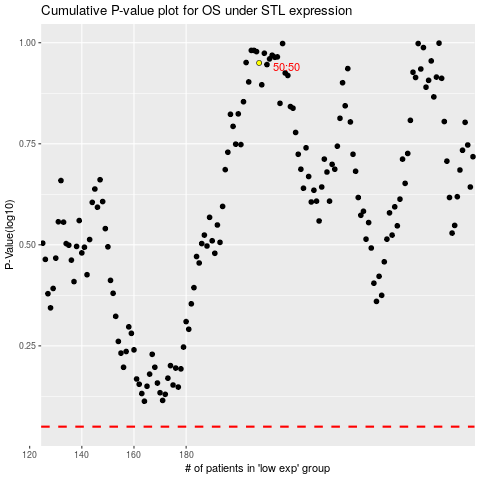 Cumulative P-value plot for OS under STL expression
1.00
50:50
0.75
P-Value(log10)
0.50
0.25
120 140 160 180
# of patients in 'low exp' group